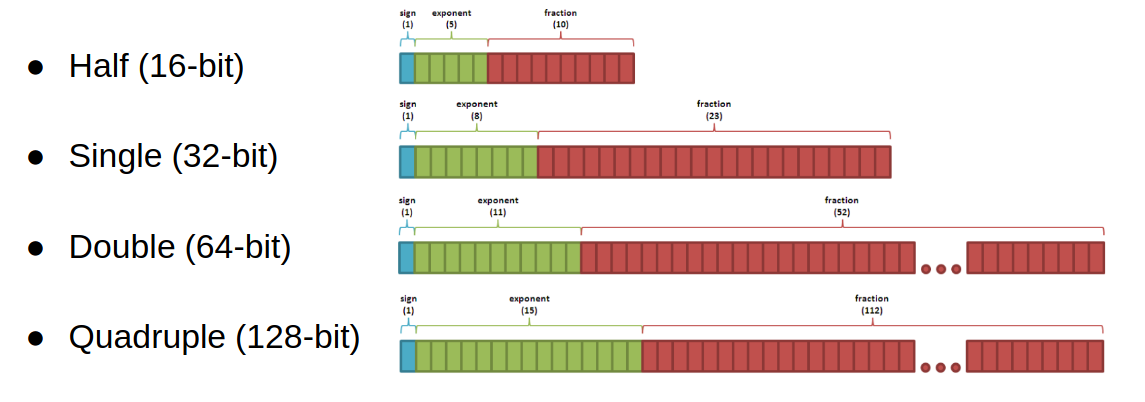 sign exponent fraction
(1) (5) (10)
● Half (16-bit)
sign exponent fraction
(1) (8) (23)
● Single (32-bit)
sign exponent fraction
(1) (11) (52)
● Double (64-bit)
sign exponent fraction
(1) (15) (112)
● Quadruple (128-bit)